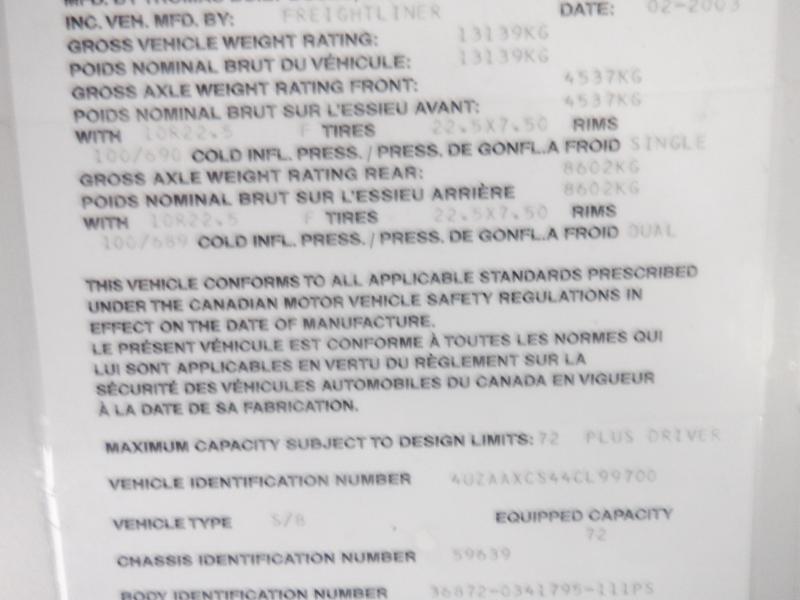 INC. VEH. MFD. BY: FREIGHTLINER DATE: 02-2003
GROSS VEHICLE WEIGHT RATING: 13139KG
POIDS NOMINAL BRUT DU VÉHICULE: 13139KG
GROSS AXLE WEIGHT RATING FRONT: 4537KG
POIDS NOMINAL BRUT SUR L'ESSIEU AVANT: 4537KG
WITH 10R22.5 F TIRES 22.5X7.50 RIMS
100/690 COLD INFL. PRESS. / PRESS. DE GONFL.A FROID SINGLE
GROSS AXLE WEIGHT RATING REAR: 8602KG
POIDS NOMINAL BRUT SUR L'ESSIEU ARRIÈRE 8602KG
WITH 10R22.5 F TIRES 22.5X7.50 RIMS
100/689 COLD INFL. PRESS. / PRESS. DE GONFL.A FROID DUAL
THIS VEHICLE CONFORMS TO ALL APPLICABLE STANDARDS PRESCRIBED
UNDER THE CANADIAN MOTOR VEHICLE SAFETY REGULATIONS IN
EFFECT ON THE DATE OF MANUFACTURE.
LE PRÉSENT VÉHICULE EST CONFORME À TOUTES LES NORMES QUI
LUI SONT APPLICABLES EN VERTU DU RÈGLEMENT SUR LA
SÉCURITÉ DES VÉHICULES AUTOMOBILES DU CANADA EN VIGUEUR
À LA DATE DE SA FABRICATION.
MAXIMUM CAPACITY SUBJECT TO DESIGN LIMITS: 72 PLUS DRIVER
VEHICLE IDENTIFICATION NUMBER 4UZAAXCS44CL99700
VEHICLE TYPE S/B EQUIPPED CAPACITY
72
CHASSIS IDENTIFICATION NUMBER 59639
BODY IDENTIFICATION NUMBER 36872-0341795-111PS